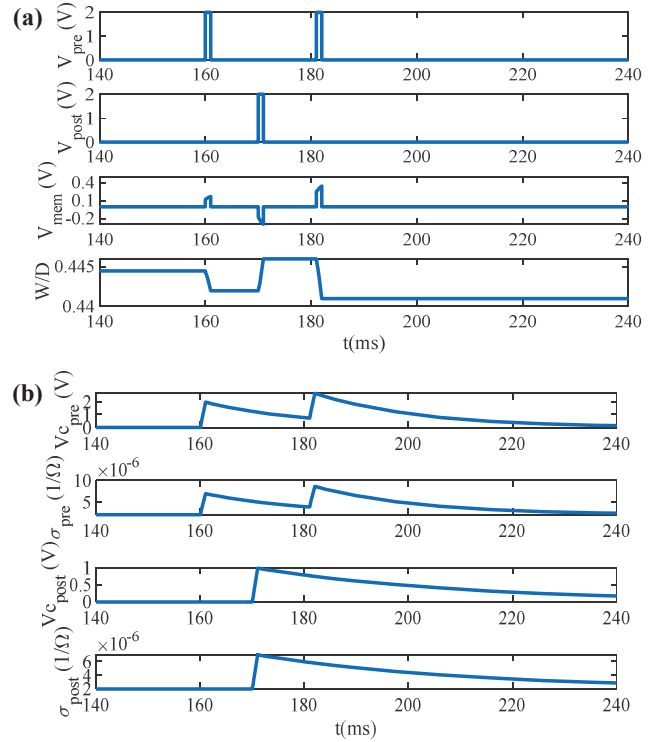 (a)
V_pre (V)
2
1
0
140 160 180 200 220 240
V_post (V)
2
1
0
140 160 180 200 220 240
V_mem (V)
0.4
0.1
-0.2
140 160 180 200 220 240
W/D
0.445
0.44
140 160 180 200 220 240
t(ms)
(b)
Vc_pre (V)
2
1
0
140 160 180 200 220 240
×10^-6
σ_pre (1/Ω)
10
5
140 160 180 200 220 240
Vc_post (V)
1
0.5
0
140 160 180 200 220 240
×10^-6
σ_post (1/Ω)
6
4
2
140 160 180 200 220 240
t(ms)